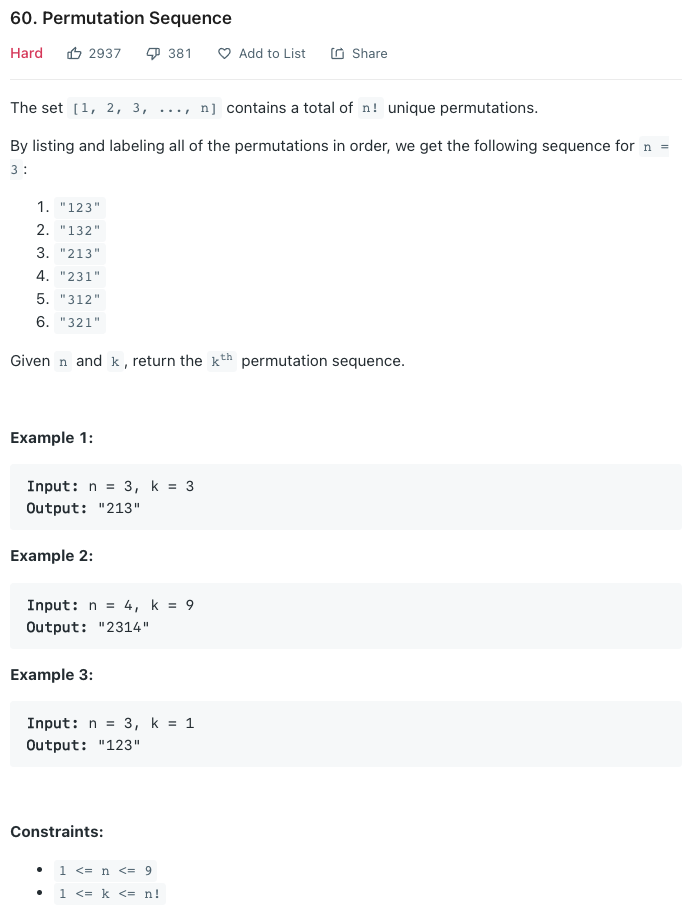 60. Permutation Sequence
Hard 2937 381 Add to List Share
The set [1, 2, 3, ..., n] contains a total of n! unique permutations.
By listing and labeling all of the permutations in order, we get the following sequence for n =
3 :
1. "123"
2. "132"
3. "213"
4. "231"
5. "312"
6. "321"
Given n and k , return the kth permutation sequence.
Example 1:
Input: n = 3, k = 3
Output: "213"
Example 2:
Input: n = 4, k = 9
Output: "2314"
Example 3:
Input: n = 3, k = 1
Output: "123"
Constraints:
• 1 <= n <= 9
• 1 <= k <= n!